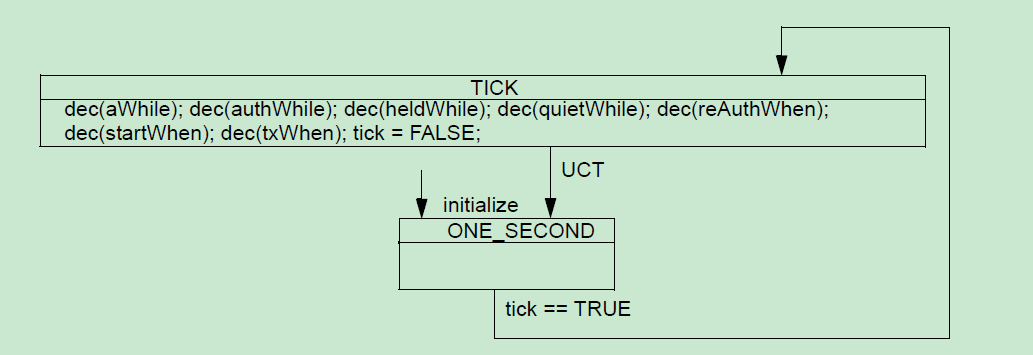 TICK
dec(aWhile); dec(authWhile); dec(heldWhile); dec(quietWhile); dec(reAuthWhen);
dec(startWhen); dec(txWhen); tick = FALSE;
UCT
initialize
ONE_SECOND
tick == TRUE